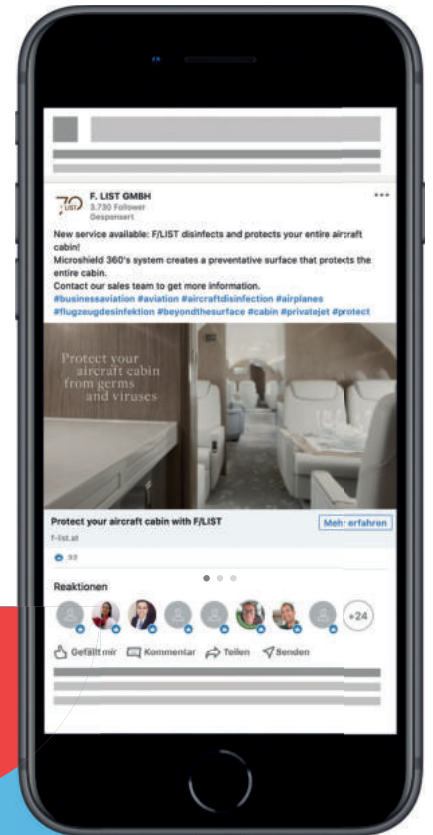 70
LIST
F. LIST GMBH
3.730 Follower
Gesponsert
New service available: F/LIST disinfects and protects your entire aircraft
cabin!
Microshield 360's system creates a preventative surface that protects the
entire cabin.
Contact our sales team to get more information.
#businessaviation #aviation #aircraftdisinfection #airplanes
#flugzeugdesinfektion #beyondthesurface #cabin #privatejet #protect
Protect your
aircraft cabin
from germs
and viruses
Protect your aircraft cabin with F/LIST
Mehr erfahren
f-list.at
93
Reaktionen
+24
Gefällt mir Kommentar Teilen Senden